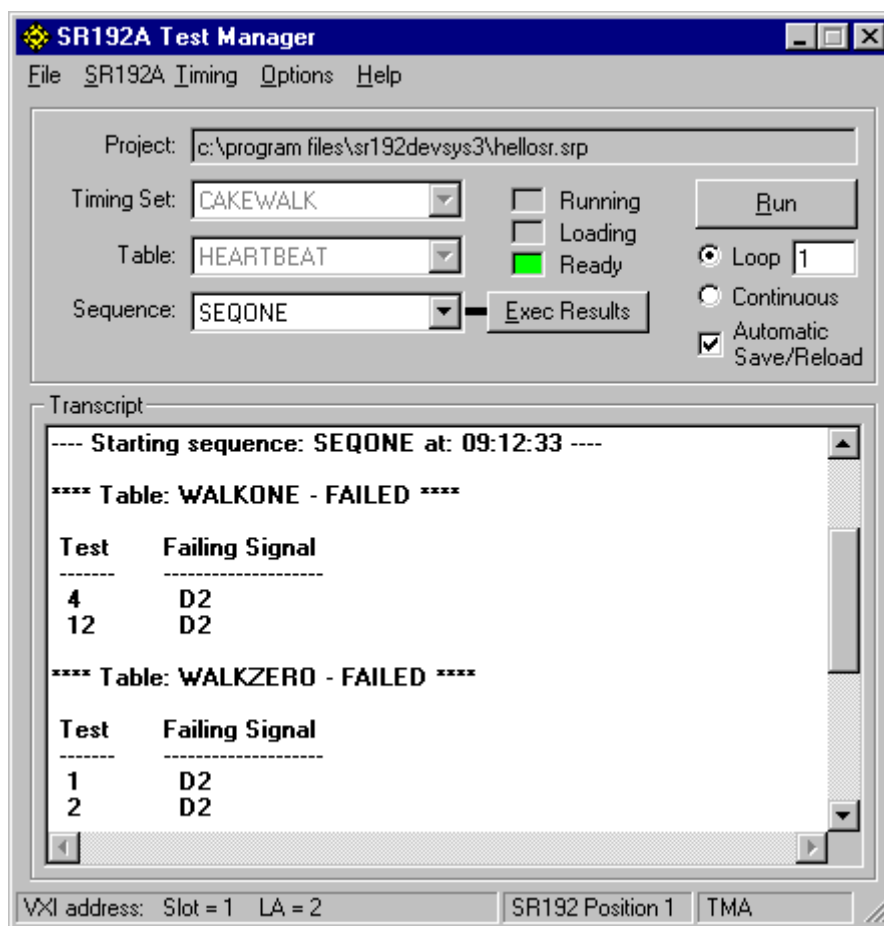 SR192A Test Manager
File SR192A Timing Options Help
Project: c:\program files\sr192devsys3\hellosr.srp
Timing Set: CAKEWALK
Running
Run
Loading
Table: HEARTBEAT
Ready
Loop 1
Sequence: SEQONE
Exec Results
Continuous
Automatic
Save/Reload
Transcript
---- Starting sequence: SEQONE at: 09:12:33 ----
**** Table: WALKONE - FAILED ****
Test Failing Signal
------- --------------------
4 D2
12 D2
**** Table: WALKZERO - FAILED ****
Test Failing Signal
------- --------------------
1 D2
2 D2
VXI address: Slot = 1 LA = 2 SR192 Position 1 TMA